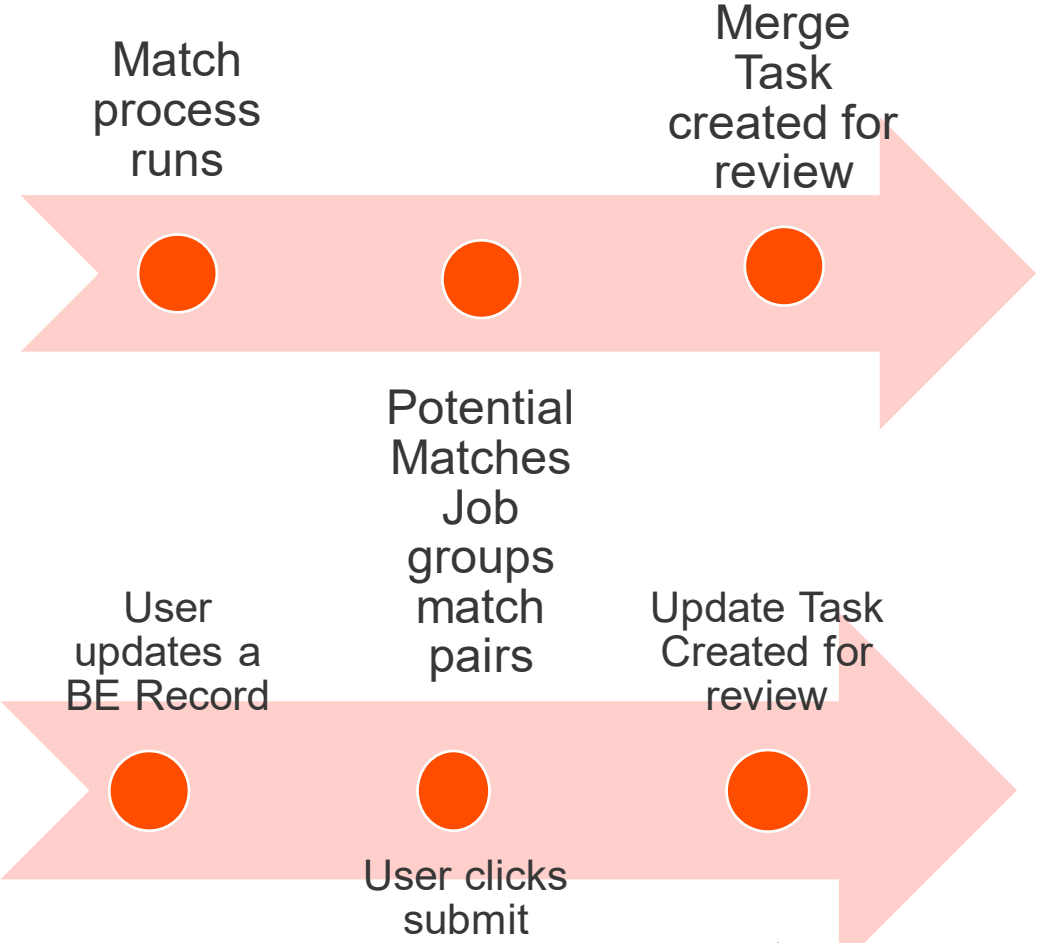 Match
process
runs
Merge
Task
created for
review
Potential
Matches
Job
groups
match
pairs
User
updates a
BE Record
Update Task
Created for
review
User clicks
submit